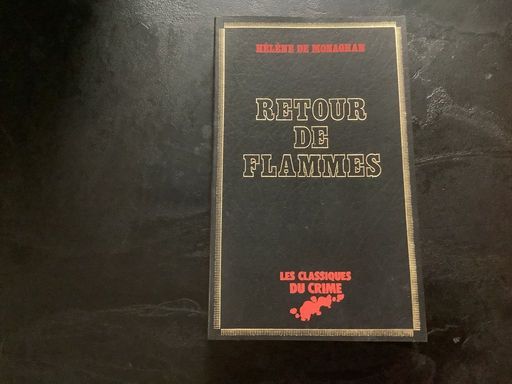 HÉLÈNE DE MONAGHAN
RETOUR
DE
FLAMMES
LES CLASSIQUES
DU CRIME